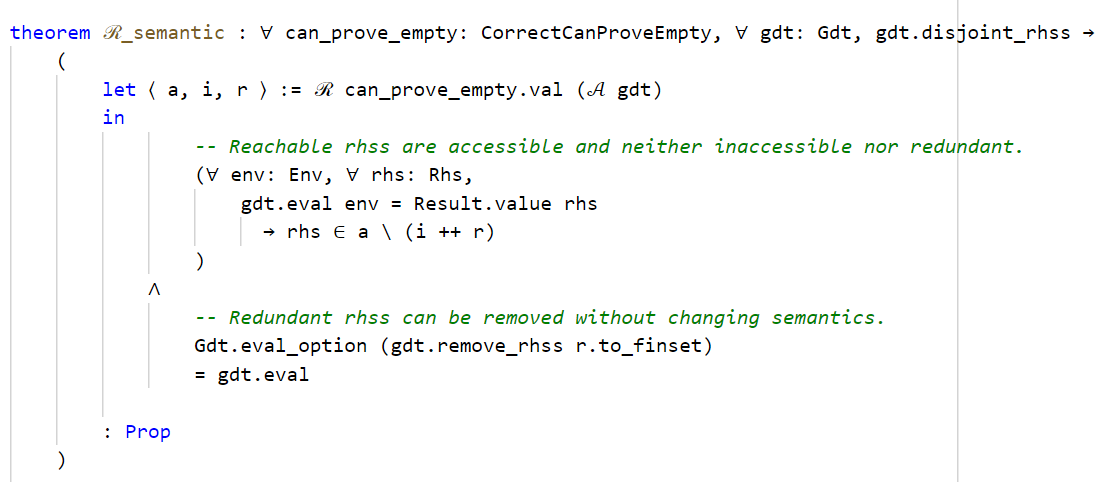 theorem ℛ_semantic : ∀ can_prove_empty: CorrectCanProveEmpty, ∀ gdt: Gdt, gdt.disjoint_rhss →
(
let ⟨ a, i, r ⟩ := ℛ can_prove_empty.val (𝒜 gdt)
in
-- Reachable rhss are accessible and neither inaccessible nor redundant.
(∀ env: Env, ∀ rhs: Rhs,
gdt.eval env = Result.value rhs
→ rhs ∈ a \ (i ++ r)
)
∧
-- Redundant rhss can be removed without changing semantics.
Gdt.eval_option (gdt.remove_rhss r.to_finset)
= gdt.eval
: Prop
)